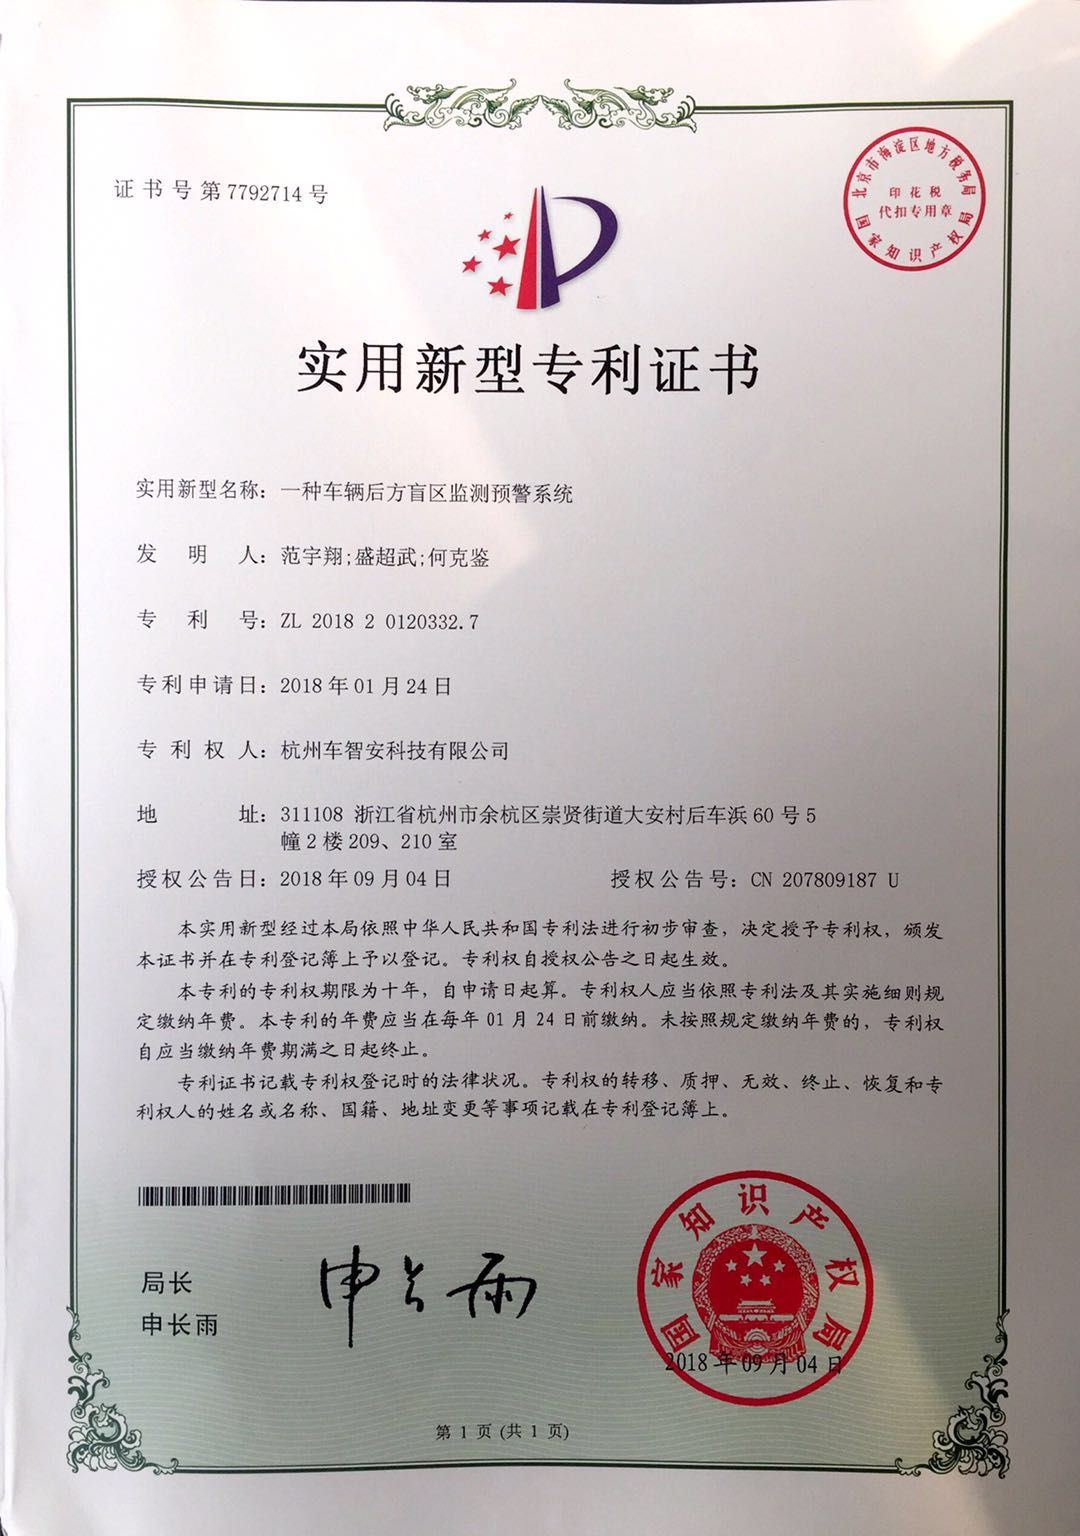 证书号第7792714号
北京市海淀区地方税务局
印花税
代扣专用章
国家知识产权局
实用新型专利证书
实用新型名称：一种车辆后方盲区监测预警系统
发明人：范宇翔;盛超武;何克鉴
专利号：ZL 2018 2 0120332.7
专利申请日：2018年01月24日
专利权人：杭州车智安科技有限公司
地址：311108 浙江省杭州市余杭区崇贤街道大安村后车浜60号5
幢2楼209、210室
授权公告日：2018年09月04日 授权公告号：CN 207809187 U
本实用新型经过本局依照中华人民共和国专利法进行初步审查，决定授予专利权，颁发
本证书并在专利登记簿上予以登记。专利权自授权公告之日起生效。
本专利的专利权期限为十年，自申请日起算。专利权人应当依照专利法及其实施细则规
定缴纳年费。本专利的年费应当在每年01月24日前缴纳。未按照规定缴纳年费的，专利权
自应当缴纳年费期满之日起终止。
专利证书记载专利权登记时的法律状况。专利权的转移、质押、无效、终止、恢复和专
利权人的姓名或名称、国籍、地址变更等事项记载在专利登记簿上。
局长
申长雨
申长雨
国家知识产权局
2018年09月04日
第1页(共1页)